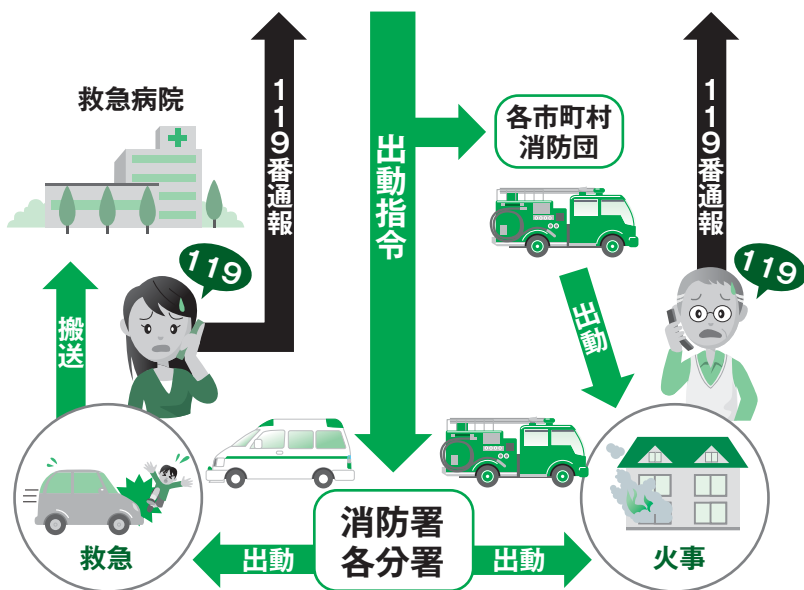 救急病院
119番通報
出動指令
各市町村
消防団
119番通報
119
119
搬送
出動
救急
出動
消防署
各分署
出動
火事